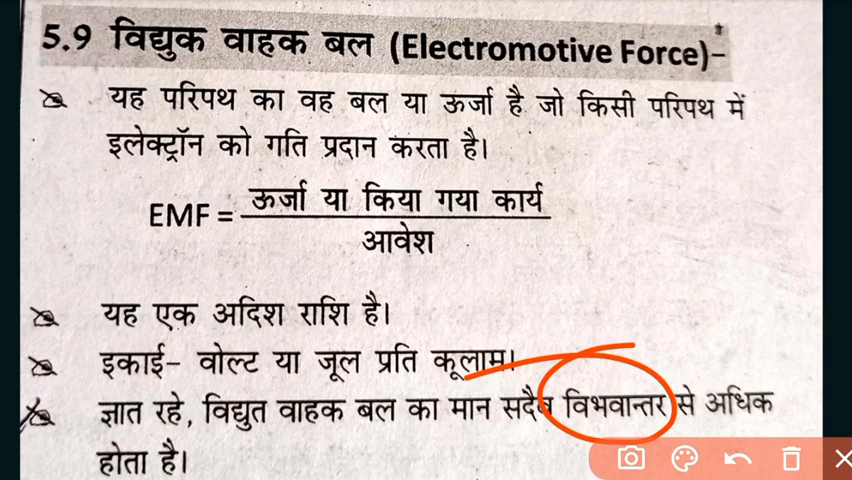 5.9 विद्युक वाहक बल (Electromotive Force)-
यह परिपथ का वह बल या ऊर्जा है जो किसी परिपथ में
इलेक्ट्रॉन को गति प्रदान करता है।
EMF = ऊर्जा या किया गया कार्य
आवेश
यह एक अदिश राशि है।
इकाई- वोल्ट या जूल प्रति कूलाम।
ज्ञात रहे, विद्युत वाहक बल का मान सदैव विभवान्तर से अधिक
होता है।